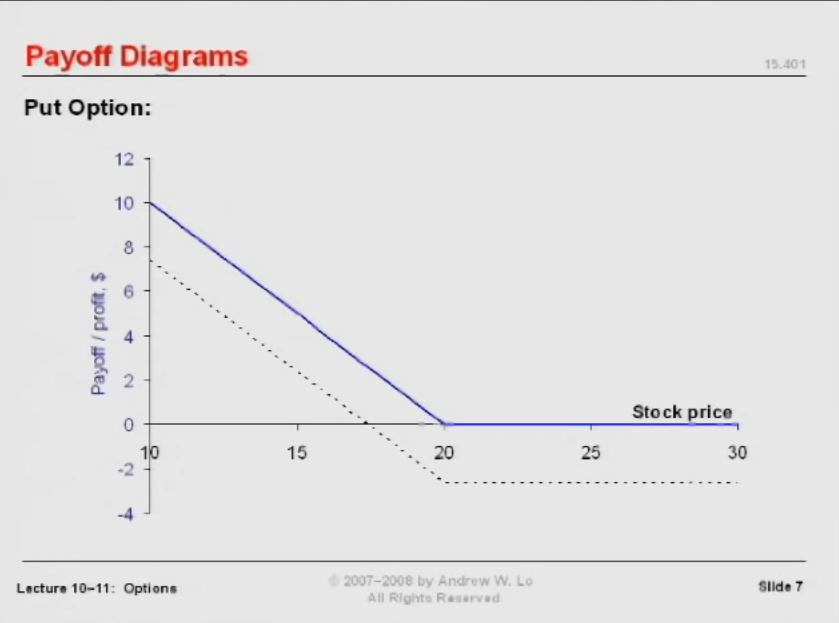 Payoff Diagrams
15.401
Put Option:
12
10
8
6
4
2
0
-2
-4
Payoff / profit, $
Stock price
10 15 20 25 30
Lecture 10–11: Options
© 2007–2008 by Andrew W. Lo
All Rights Reserved
Slide 7